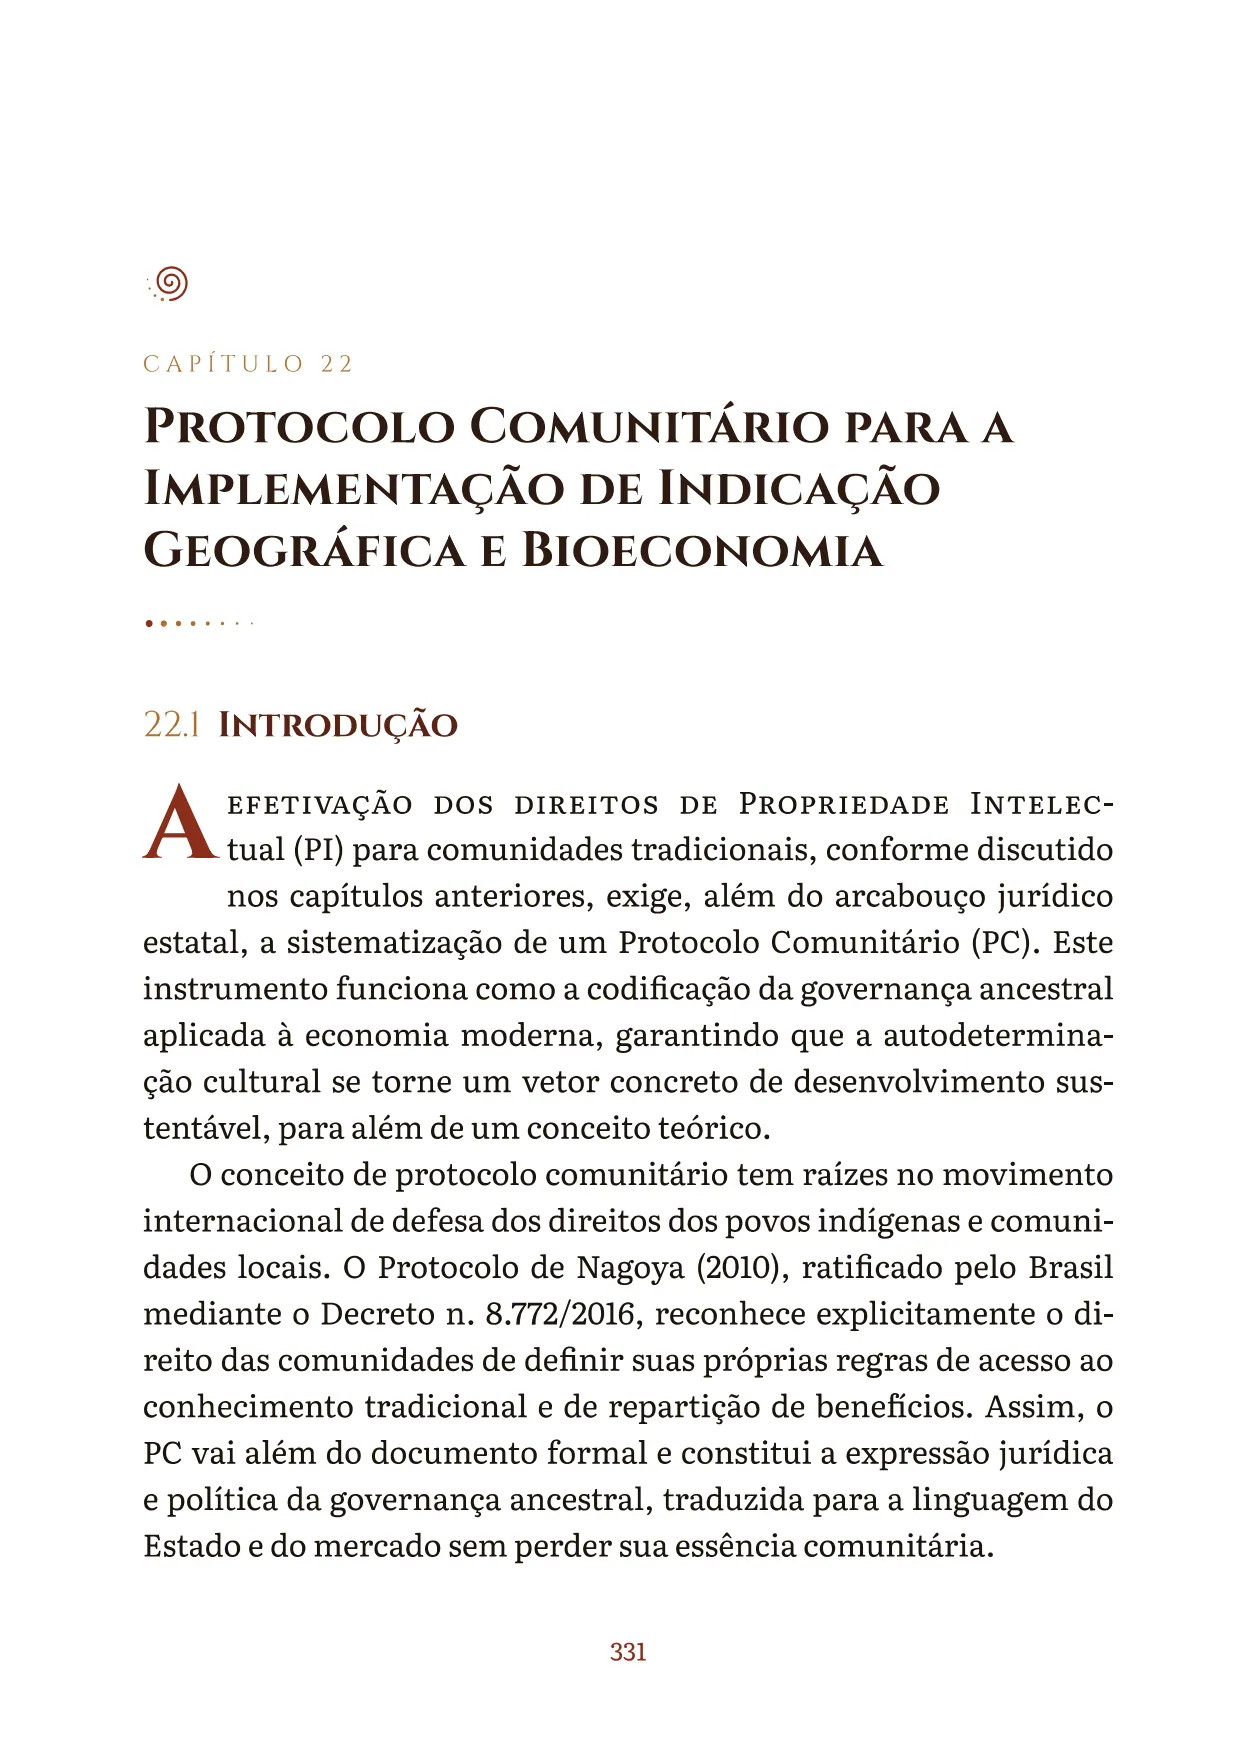 CAPÍTULO 22
Protocolo Comunitário para a
Implementação de Indicação
Geográfica e Bioeconomia
22.1 Introdução
A efetivação dos direitos de Propriedade Intelec-
tual (PI) para comunidades tradicionais, conforme discutido
nos capítulos anteriores, exige, além do arcabouço jurídico
estatal, a sistematização de um Protocolo Comunitário (PC). Este
instrumento funciona como a codificação da governança ancestral
aplicada à economia moderna, garantindo que a autodetermina-
ção cultural se torne um vetor concreto de desenvolvimento sus-
tentável, para além de um conceito teórico.
O conceito de protocolo comunitário tem raízes no movimento
internacional de defesa dos direitos dos povos indígenas e comuni-
dades locais. O Protocolo de Nagoya (2010), ratificado pelo Brasil
mediante o Decreto n. 8.772/2016, reconhece explicitamente o di-
reito das comunidades de definir suas próprias regras de acesso ao
conhecimento tradicional e de repartição de benefícios. Assim, o
PC vai além do documento formal e constitui a expressão jurídica
e política da governança ancestral, traduzida para a linguagem do
Estado e do mercado sem perder sua essência comunitária.
331